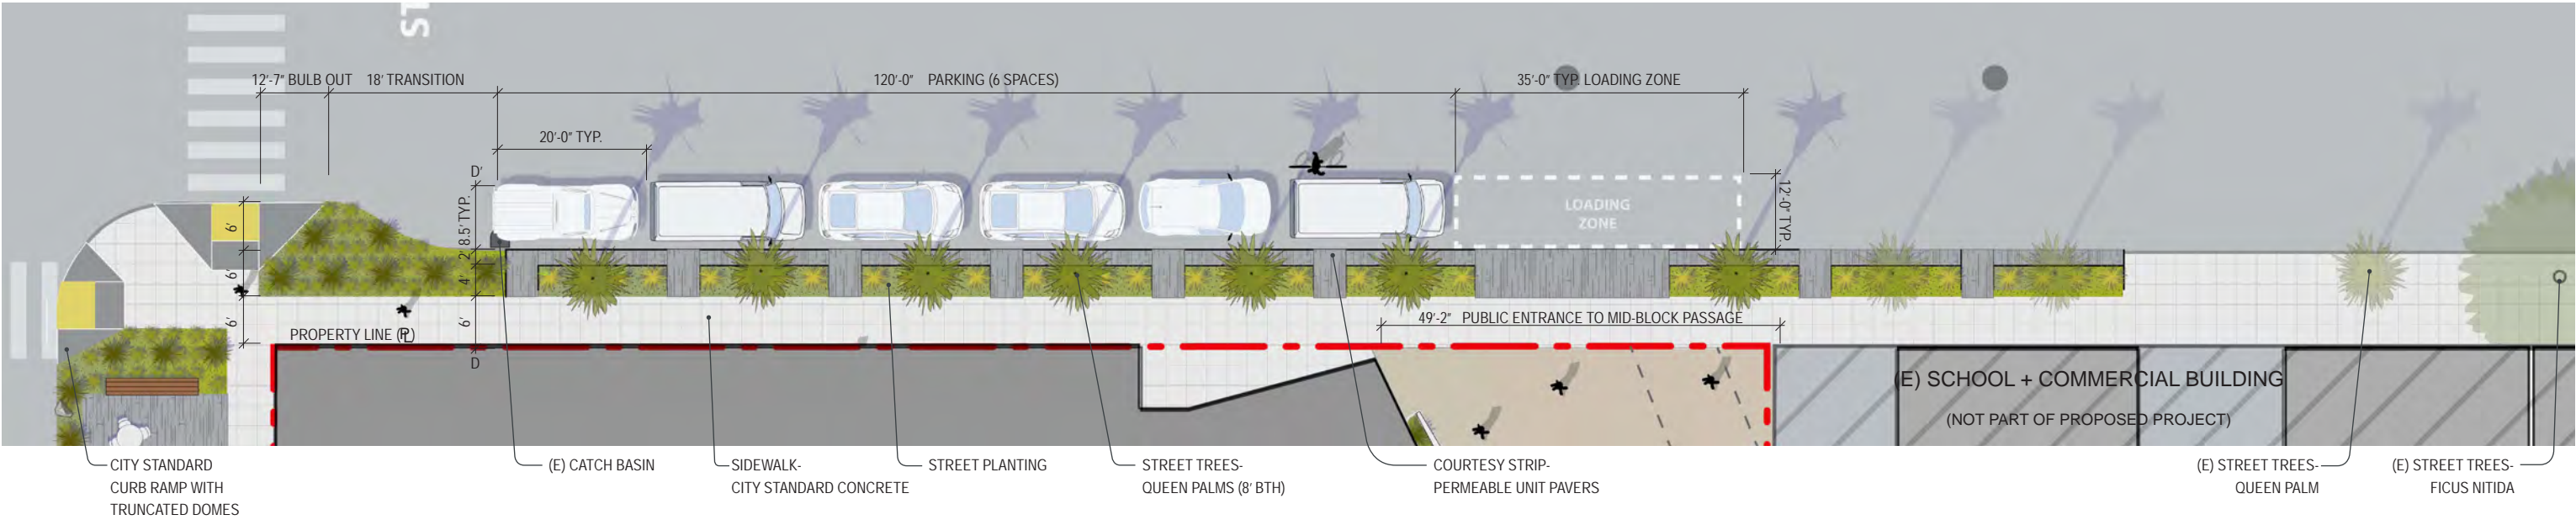 LS
12'-7" BULB OUT 18' TRANSITION
120'-0" PARKING (6 SPACES)
35'-0" TYP. LOADING ZONE
20'-0" TYP.
D'
8.5' TYP.
2'
4'
6'
D
6'
6'
6'
12'-0" TYP.
LOADING
ZONE
PROPERTY LINE (PL)
49'-2" PUBLIC ENTRANCE TO MID-BLOCK PASSAGE
(E) SCHOOL + COMMERCIAL BUILDING
(NOT PART OF PROPOSED PROJECT)
CITY STANDARD
CURB RAMP WITH
TRUNCATED DOMES
(E) CATCH BASIN
SIDEWALK-
CITY STANDARD CONCRETE
STREET PLANTING
STREET TREES-
QUEEN PALMS (8' BTH)
COURTESY STRIP-
PERMEABLE UNIT PAVERS
(E) STREET TREES-
QUEEN PALM
(E) STREET TREES-
FICUS NITIDA